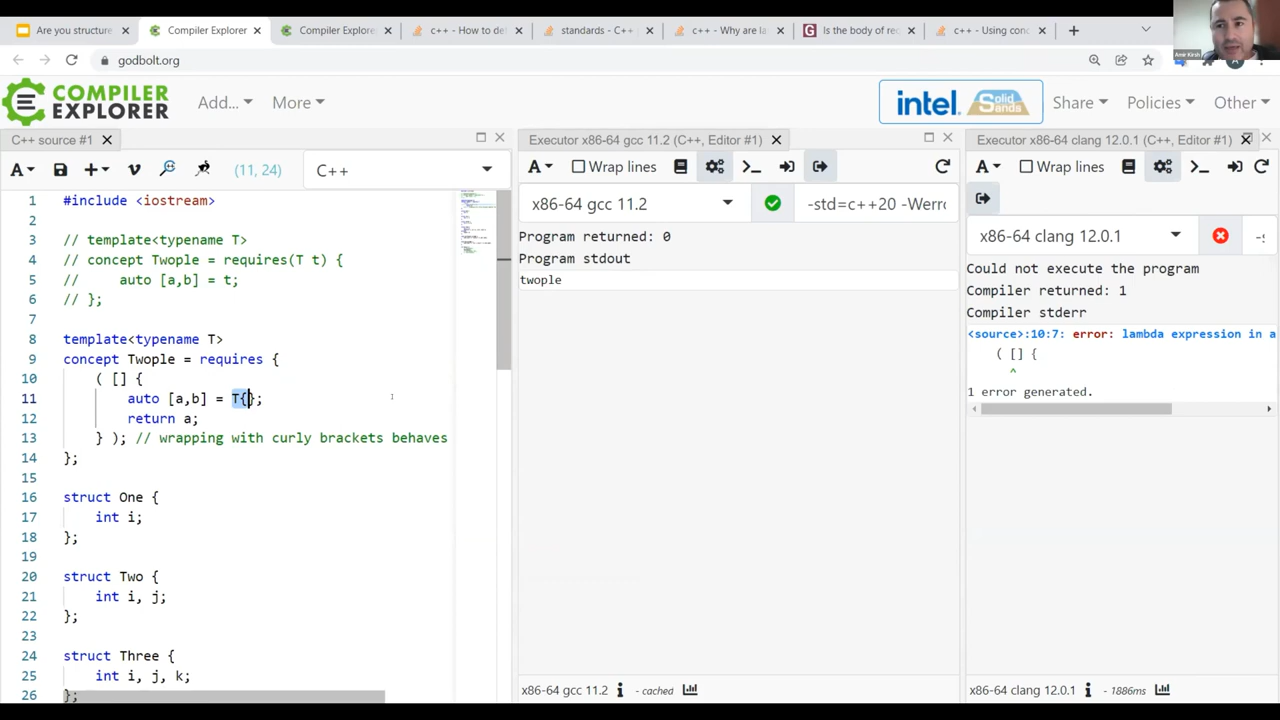 Are you structure
Compiler Explorer
Compiler Explore
c++ - How to de
standards - C++
c++ - Why are la
Is the body of re
c++ - Using con
Amir Kirsh
godbolt.org
COMPILER
EXPLORER
Add...
More
intel
Solid
Sands
Share
Policies
Other
C++ source #1
Executor x86-64 gcc 11.2 (C++, Editor #1)
Executor x86-64 clang 12.0.1 (C++, Editor #1)
A
(11, 24)
C++
Wrap lines
Wrap lines
x86-64 gcc 11.2
-std=c++20 -Werro
x86-64 clang 12.0.1
Program returned: 0
Program stdout
twople
Could not execute the program
Compiler returned: 1
Compiler stderr
<source>:10:7: error: lambda expression in a
( [] {
^
1 error generated.
1 #include <iostream>
2
3 // template<typename T>
4 // concept Twople = requires(T t) {
5 //     auto [a,b] = t;
6 // };
7
8 template<typename T>
9 concept Twople = requires {
10     ( [] {
11         auto [a,b] = T{};
12         return a;
13     } ); // wrapping with curly brackets behaves
14 };
15
16 struct One {
17     int i;
18 };
19
20 struct Two {
21     int i, j;
22 };
23
24 struct Three {
25     int i, j, k;
26 };
x86-64 gcc 11.2
- cached
x86-64 clang 12.0.1
- 1886ms